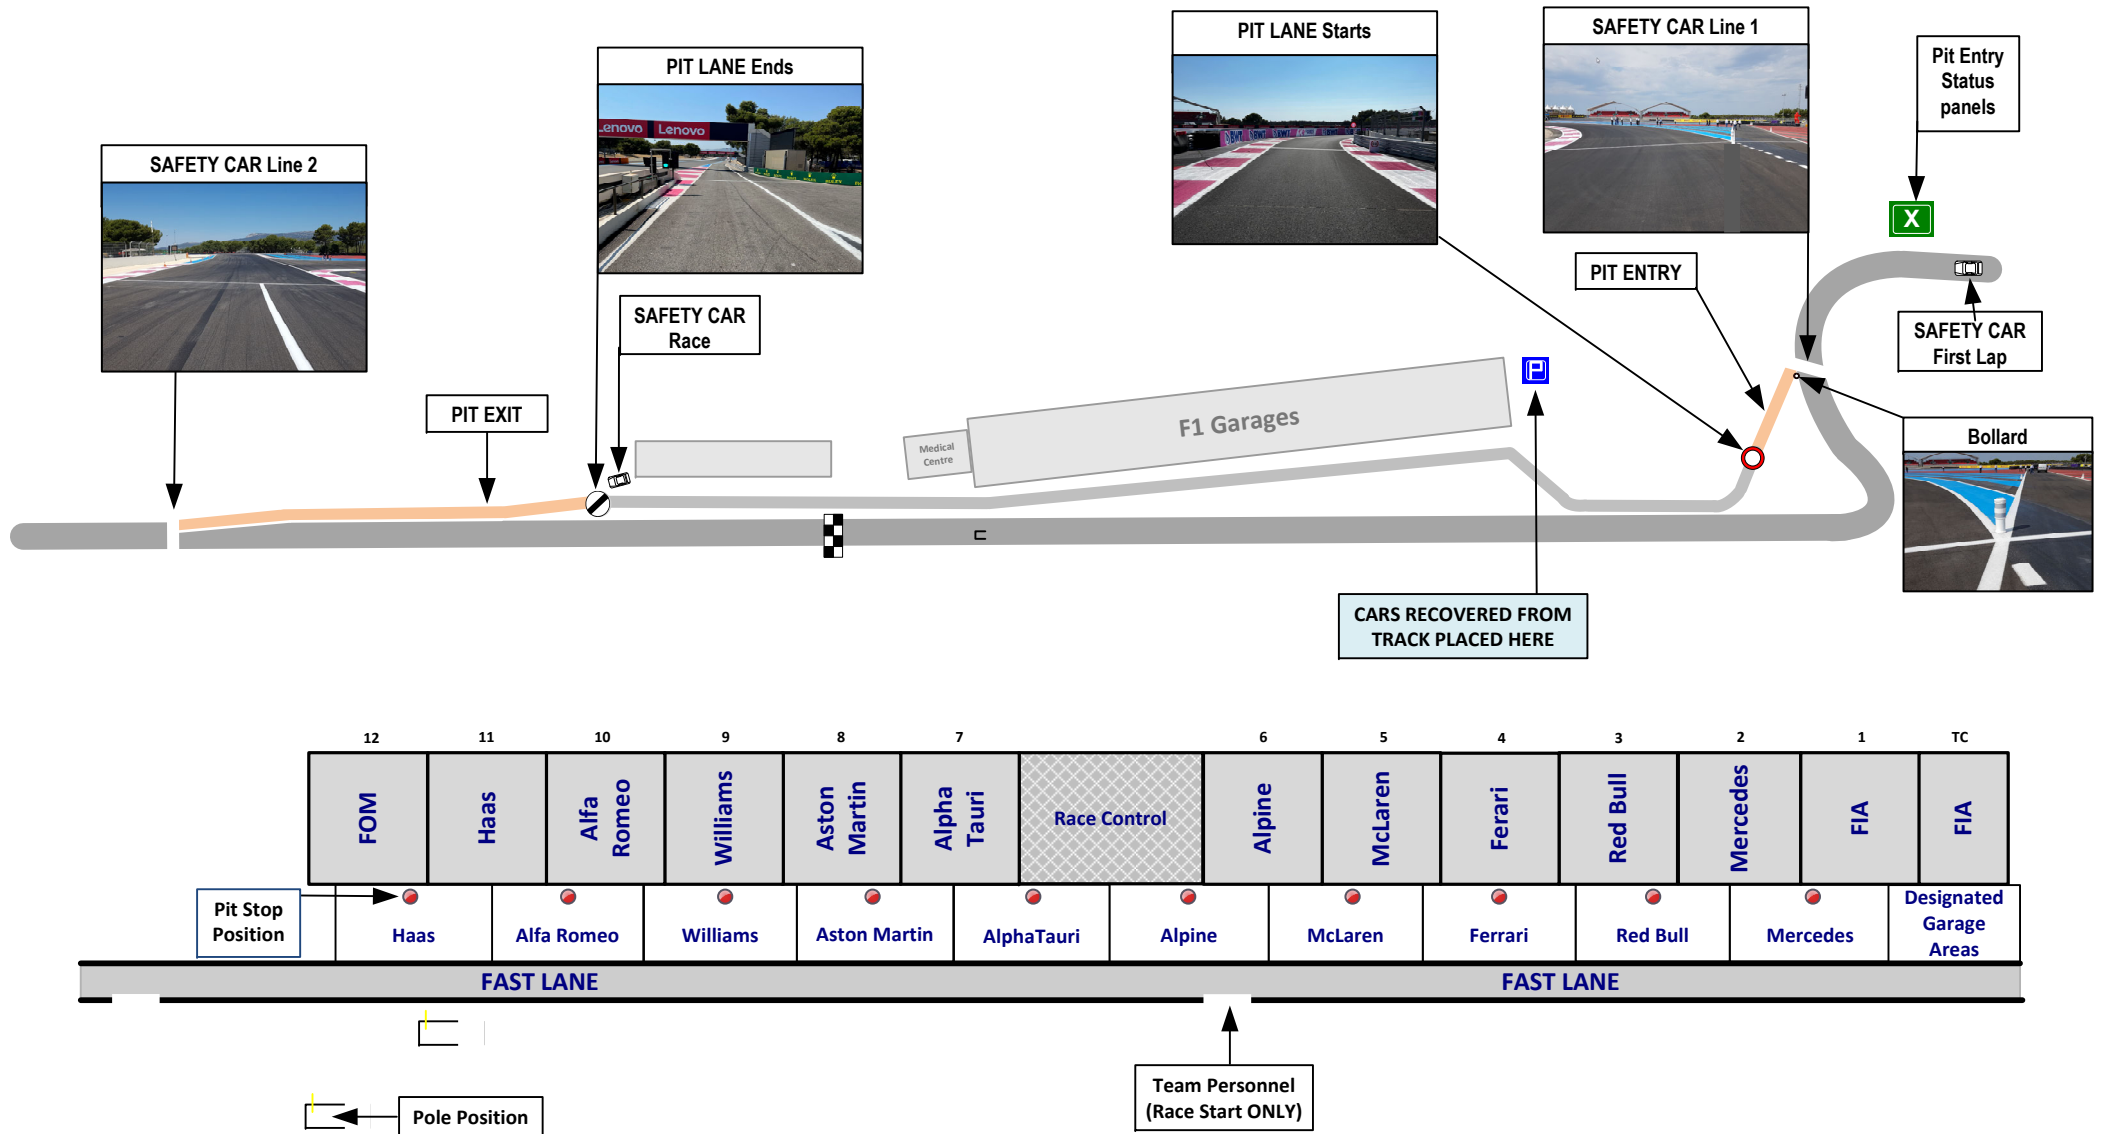 PIT LANE Starts
SAFETY CAR Line 1
Pit Entry
Status
panels
PIT LANE Ends
Lenovo Lenovo
BWT
SAFETY CAR Line 2
X
PIT ENTRY
SAFETY CAR
Race
SAFETY CAR
First Lap
P
PIT EXIT
F1 Garages
Medical
Centre
Bollard
CARS RECOVERED FROM
TRACK PLACED HERE
12 11 10 9 8 7 6 5 4 3 2 1 TC
FOM
Haas
Alfa
Romeo
Williams
Aston
Martin
Alpha
Tauri
Race Control
Alpine
McLaren
Ferrari
Red Bull
Mercedes
FIA
FIA
Pit Stop
Position
Haas
Alfa Romeo
Williams
Aston Martin
AlphaTauri
Alpine
McLaren
Ferrari
Red Bull
Mercedes
Designated
Garage
Areas
FAST LANE
FAST LANE
Team Personnel
(Race Start ONLY)
Pole Position